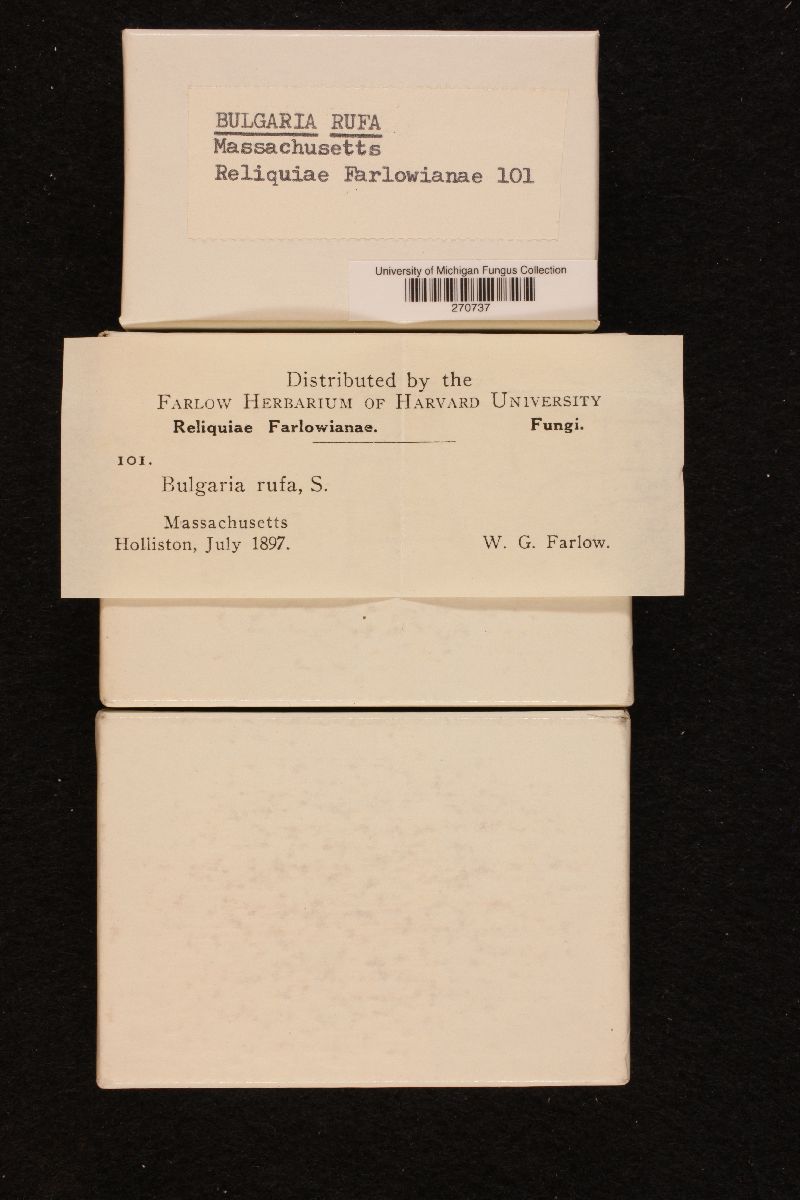 BULGARIA RUFA
Massachusetts
Reliquiae Farlowianae 101
University of Michigan Fungus Collection
270737
Distributed by the
FARLOW HERBARIUM OF HARVARD UNIVERSITY
Reliquiae Farlowianae. Fungi.
101.
Bulgaria rufa, S.
Massachusetts
Holliston, July 1897. W. G. Farlow.